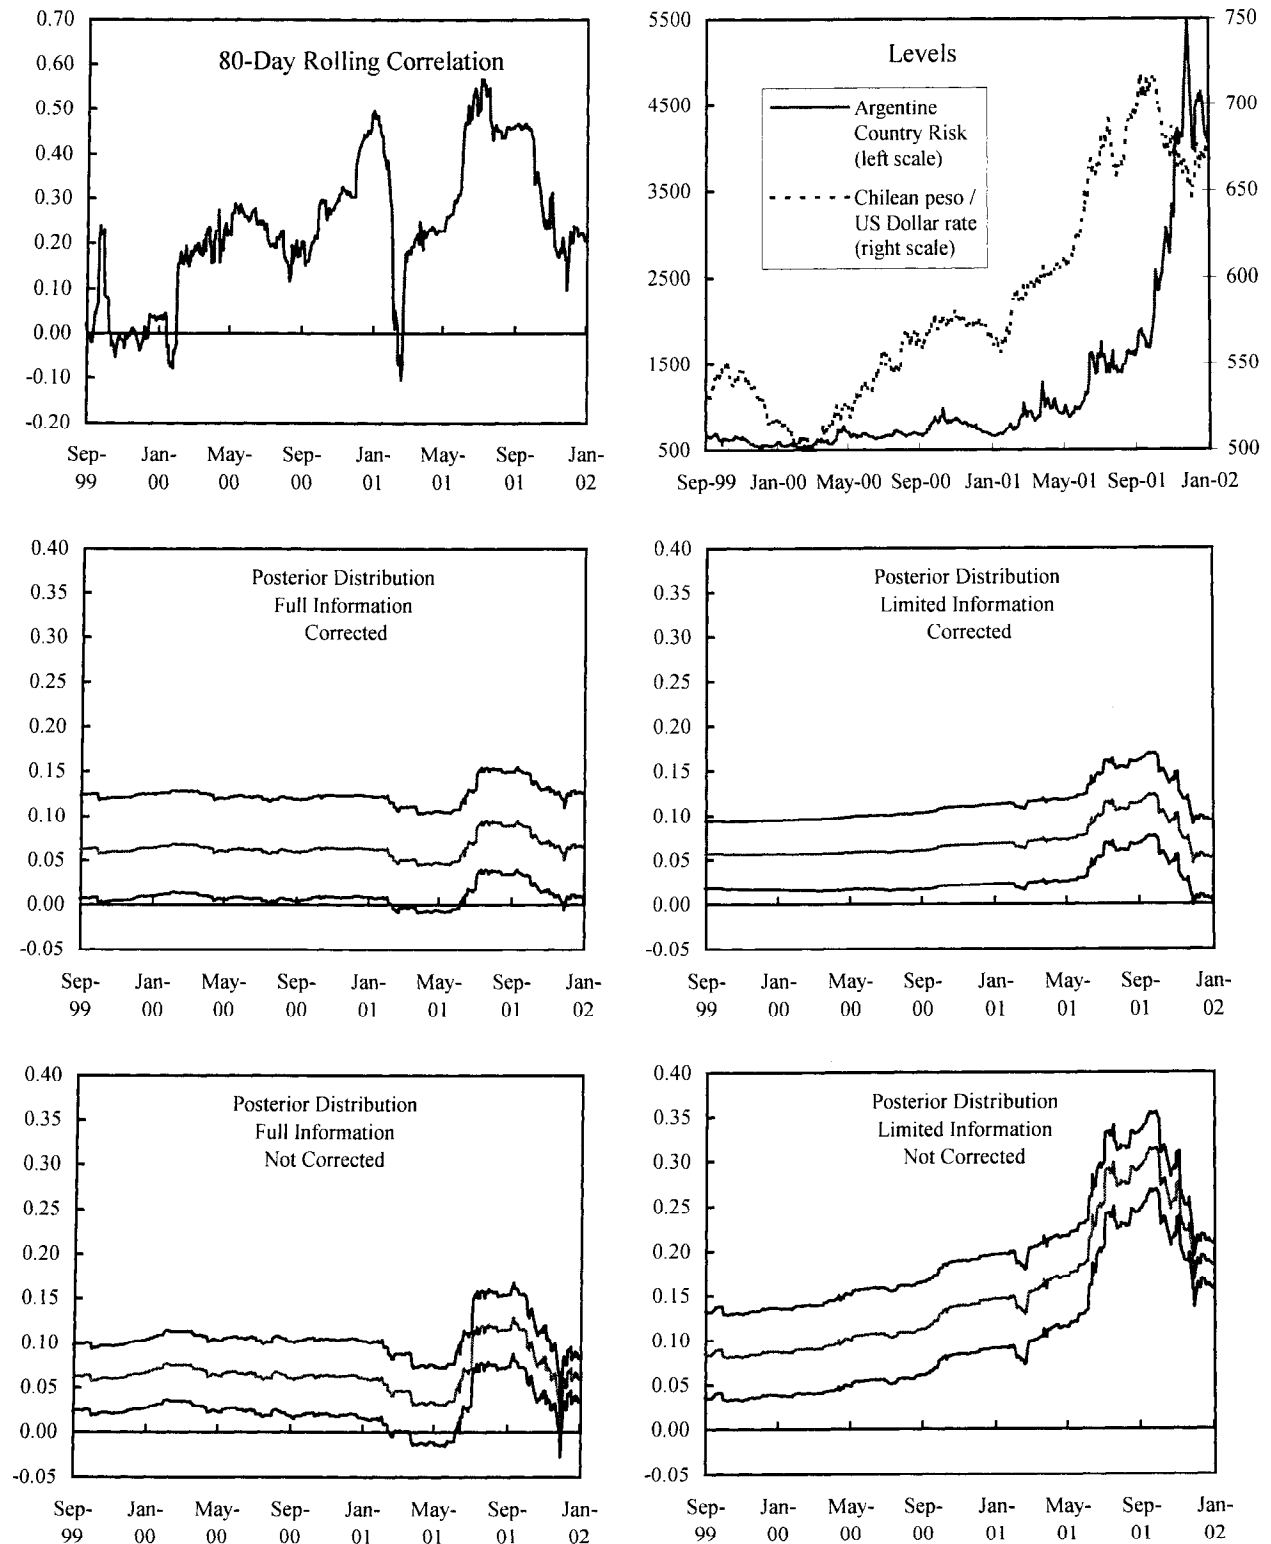 80-Day Rolling Correlation
0.70
0.60
0.50
0.40
0.30
0.20
0.10
0.00
-0.10
-0.20
Sep-99
Jan-00
May-00
Sep-00
Jan-01
May-01
Sep-01
Jan-02
Levels
5500
4500
3500
2500
1500
500
750
700
650
600
550
500
Argentine
Country Risk
(left scale)
Chilean peso /
US Dollar rate
(right scale)
Sep-99 Jan-00 May-00 Sep-00 Jan-01 May-01 Sep-01 Jan-02
Posterior Distribution
Full Information
Corrected
0.40
0.35
0.30
0.25
0.20
0.15
0.10
0.05
0.00
-0.05
Sep-99
Jan-00
May-00
Sep-00
Jan-01
May-01
Sep-01
Jan-02
Posterior Distribution
Limited Information
Corrected
0.40
0.35
0.30
0.25
0.20
0.15
0.10
0.05
0.00
-0.05
Sep-99
Jan-00
May-00
Sep-00
Jan-01
May-01
Sep-01
Jan-02
Posterior Distribution
Full Information
Not Corrected
0.40
0.35
0.30
0.25
0.20
0.15
0.10
0.05
0.00
-0.05
Sep-99
Jan-00
May-00
Sep-00
Jan-01
May-01
Sep-01
Jan-02
Posterior Distribution
Limited Information
Not Corrected
0.40
0.35
0.30
0.25
0.20
0.15
0.10
0.05
0.00
-0.05
Sep-99
Jan-00
May-00
Sep-00
Jan-01
May-01
Sep-01
Jan-02